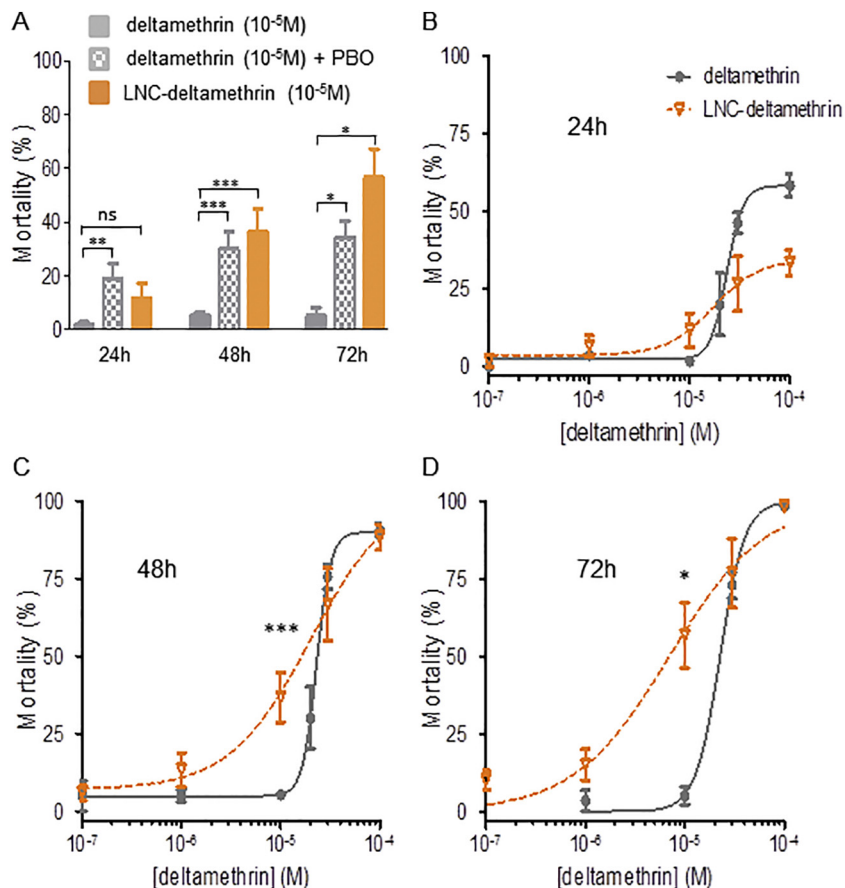 A
deltamethrin (10⁻⁵M)
deltamethrin (10⁻⁵M) + PBO
LNC-deltamethrin (10⁻⁵M)
Mortality (%)
100
80
60
40
20
0
ns
**
***
***
*
*
24h
48h
72h
B
deltamethrin
LNC-deltamethrin
24h
Mortality (%)
100
75
50
25
0
10⁻⁷
10⁻⁶
10⁻⁵
10⁻⁴
[deltamethrin] (M)
C
48h
***
Mortality (%)
100
75
50
25
0
10⁻⁷
10⁻⁶
10⁻⁵
10⁻⁴
[deltamethrin] (M)
D
72h
*
Mortality (%)
100
75
50
25
0
10⁻⁷
10⁻⁶
10⁻⁵
10⁻⁴
[deltamethrin] (M)